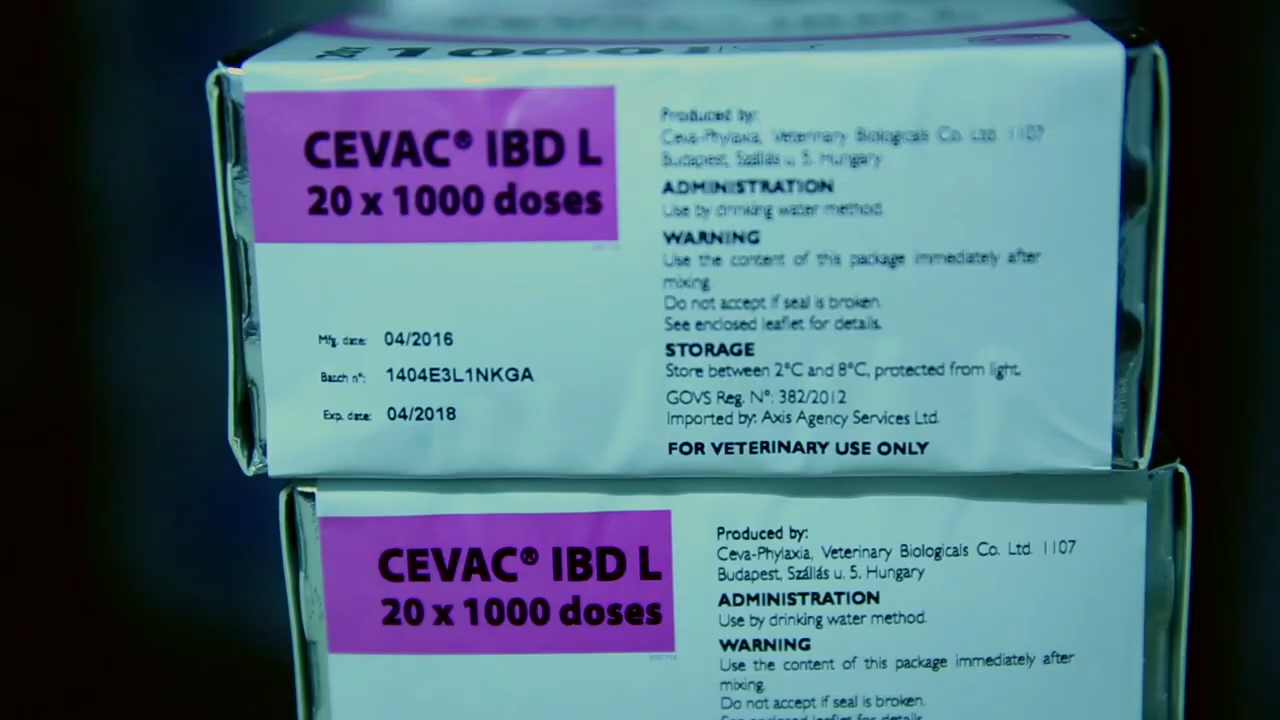 1000
CEVAC® IBD L
20 x 1000 doses
Produced by:
Ceva-Phylaxia, Veterinary Biologicals Co. Ltd. 1107
Budapest, Szállás u. 5. Hungary
ADMINISTRATION
Use by drinking water method.
WARNING
Use the content of this package immediately after
mixing.
Do not accept if seal is broken.
See enclosed leaflet for details.
STORAGE
Store between 2°C and 8°C, protected from light.
GOVS Reg. N°: 382/2012
Imported by: Axis Agency Services Ltd.
FOR VETERINARY USE ONLY
Mfg. date: 04/2016
Batch n°: 1404E3L1NKGA
Exp. date: 04/2018
CEVAC® IBD L
20 x 1000 doses
Produced by:
Ceva-Phylaxia, Veterinary Biologicals Co. Ltd. 1107
Budapest, Szállás u. 5. Hungary
ADMINISTRATION
Use by drinking water method.
WARNING
Use the content of this package immediately after
mixing.
Do not accept if seal is broken.
See enclosed leaflet for details.